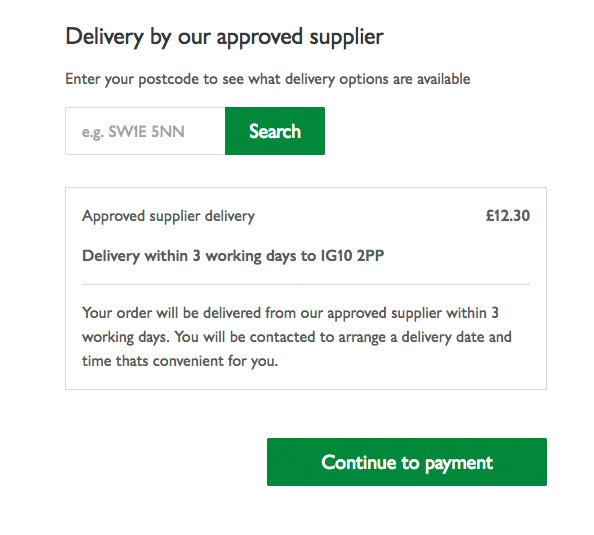 Delivery by our approved supplier
Enter your postcode to see what delivery options are available
e.g. SW1E 5NN
Search
Approved supplier delivery £12.30
Delivery within 3 working days to IG10 2PP
Your order will be delivered from our approved supplier within 3
working days. You will be contacted to arrange a delivery date and
time thats convenient for you.
Continue to payment